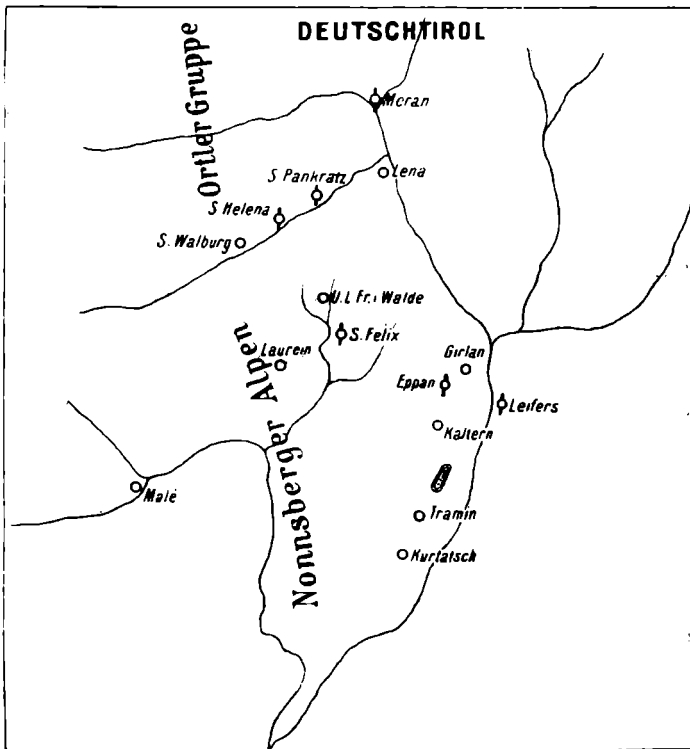 DEUTSCHTIROL
Ortler Gruppe
Meran
Lena
S. Pankratz
S. Helena
S. Walburg
U. L. Fr. i Walde
S. Felix
Laurein
Girlan
Eppan
Leifers
Kaltern
Nonnsberger Alpen
Malè
Tramin
Kurtatsch